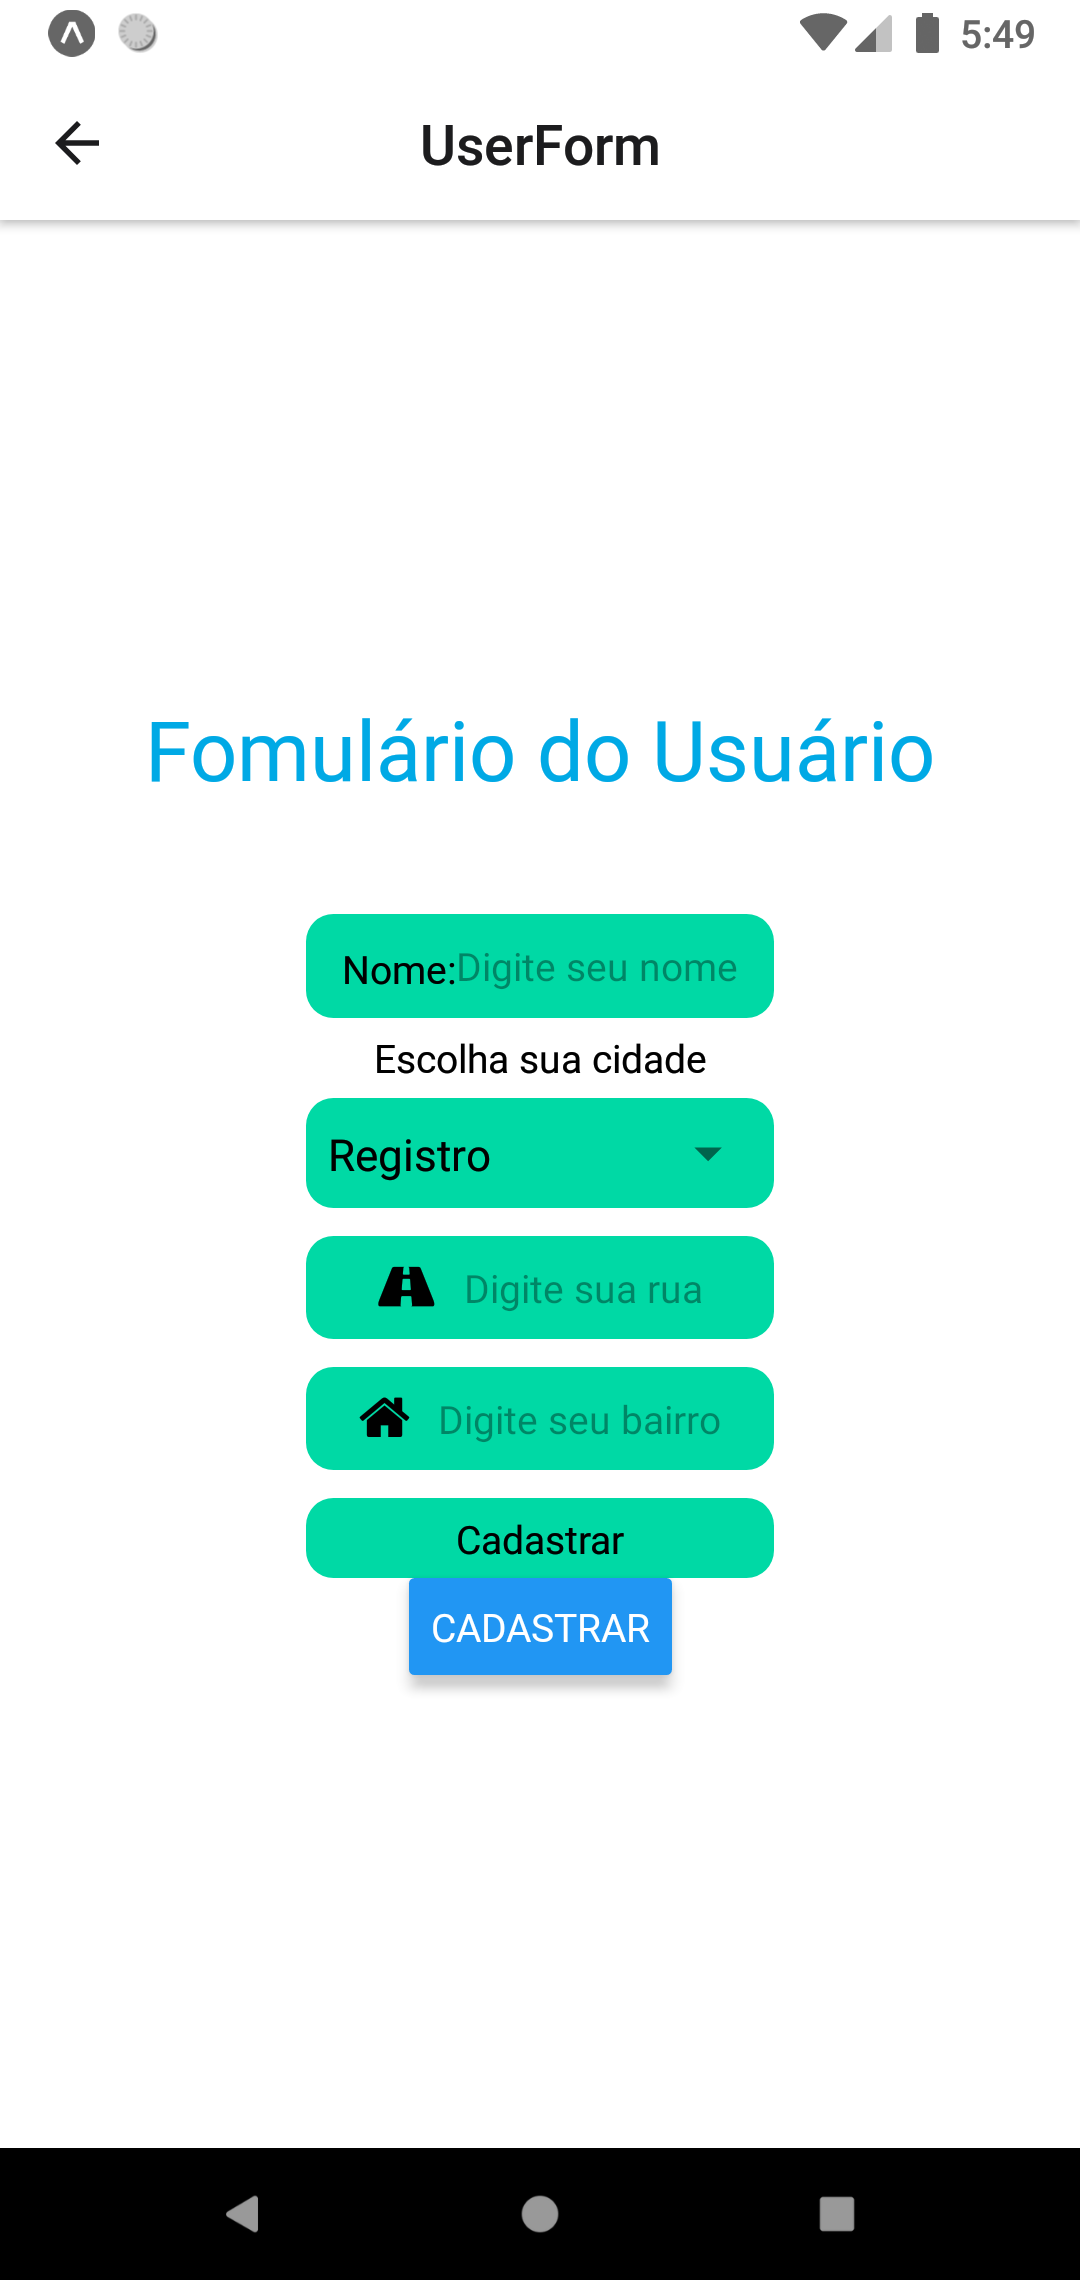 5:49
UserForm
Fomulário do Usuário
Nome:Digite seu nome
Escolha sua cidade
Registro
Digite sua rua
Digite seu bairro
Cadastrar
CADASTRAR